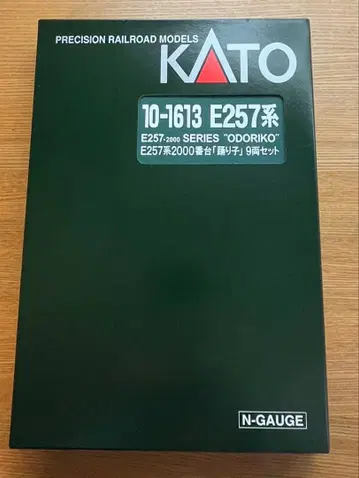 PRECISION RAILROAD MODELS
KATO
10-1613 E257系
E257-2000 SERIES "ODORIKO"
E257系2000番台「踊り子」9両セット
N-GAUGE